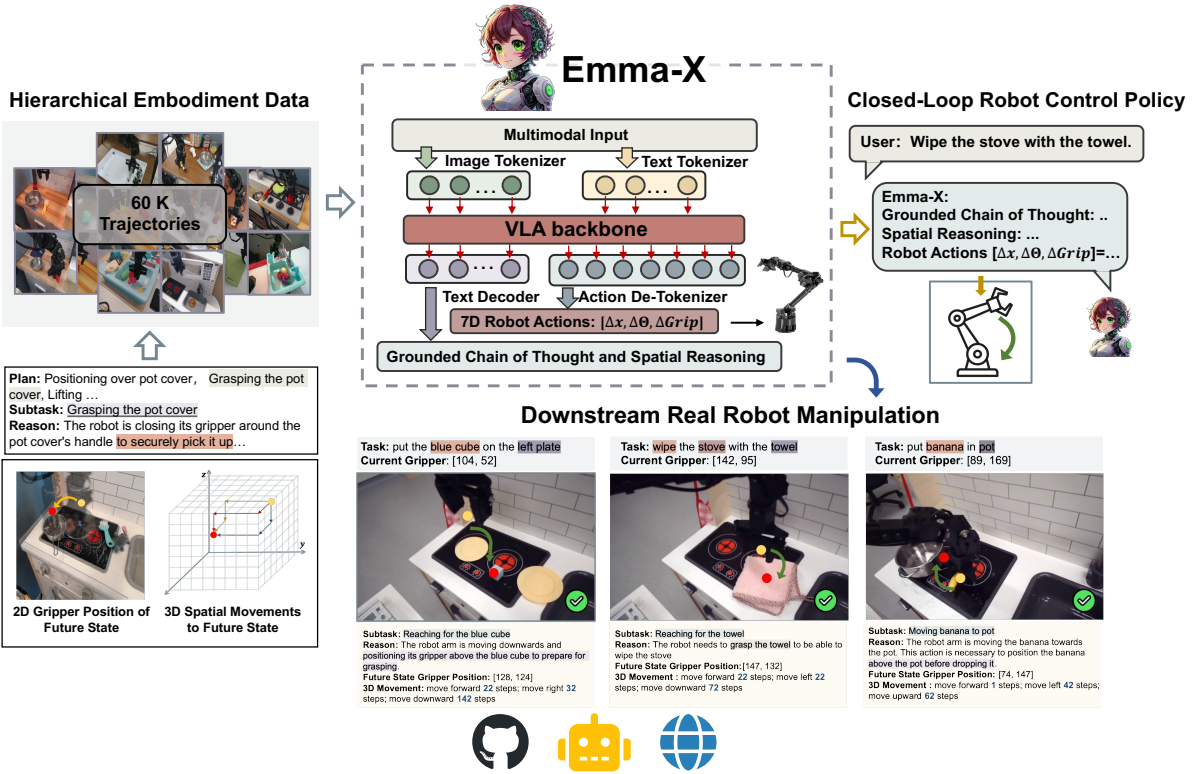 Emma-X
Hierarchical Embodiment Data
60 K
Trajectories
Plan: Positioning over pot cover, Grasping the pot
cover, Lifting …
Subtask: Grasping the pot cover
Reason: The robot is closing its gripper around the
pot cover's handle to securely pick it up…
z
y
2D Gripper Position of
Future State
3D Spatial Movements
to Future State
Multimodal Input
Image Tokenizer
Text Tokenizer
...
...
VLA backbone
...
Text Decoder
Action De-Tokenizer
7D Robot Actions: [Δx, ΔΘ, ΔGrip]
Grounded Chain of Thought and Spatial Reasoning
Closed-Loop Robot Control Policy
User: Wipe the stove with the towel.
Emma-X:
Grounded Chain of Thought: ..
Spatial Reasoning: ...
Robot Actions [Δx, ΔΘ, ΔGrip]=...
Downstream Real Robot Manipulation
Task: put the blue cube on the left plate
Current Gripper: [104, 52]
Subtask: Reaching for the blue cube
Reason: The robot arm is moving downwards and
positioning its gripper above the blue cube to prepare for
grasping.
Future State Gripper Position: [128, 124]
3D Movement: move forward 22 steps; move right 32
steps; move downward 142 steps
Task: wipe the stove with the towel
Current Gripper: [142, 95]
Subtask: Reaching for the towel
Reason: The robot needs to grasp the towel to be able to
wipe the stove
Future State Gripper Position:[147, 132]
3D Movement : move forward 22 steps; move left 22
steps; move downward 72 steps
Task: put banana in pot
Current Gripper: [89, 169]
Subtask: Moving banana to pot
Reason: The robot arm is moving the banana towards
the pot. This action is necessary to position the banana
above the pot before dropping it.
Future State Gripper Position: [74, 147]
3D Movement : move forward 1 steps; move left 42 steps;
move upward 62 steps